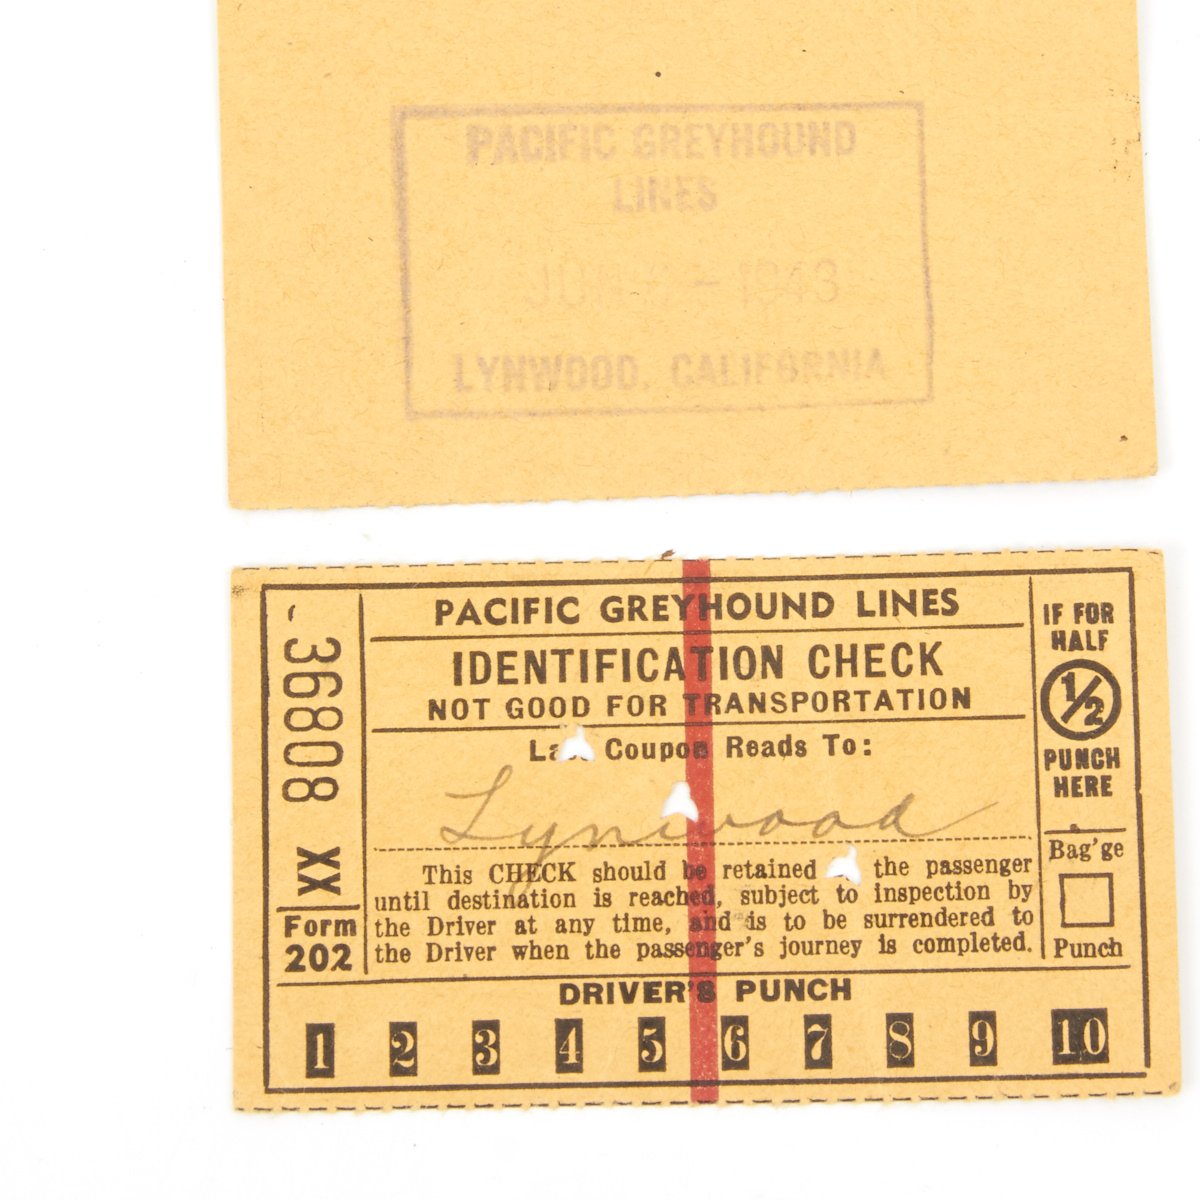 PACIFIC GREYHOUND
LINES
JUN - 1943
LYNWOOD, CALIFORNIA
36808 XX
Form
202
PACIFIC GREYHOUND LINES
IDENTIFICATION CHECK
NOT GOOD FOR TRANSPORTATION
Coupon Reads To:
Lynwood
This CHECK should be retained the passenger
until destination is reached, subject to inspection by
the Driver at any time, and is to be surrendered to
the Driver when the passenger's journey is completed.
IF FOR
HALF
1/2
PUNCH
HERE
Bag'ge
Punch
DRIVER'S PUNCH
1 2 3 4 5 6 7 8 9 10